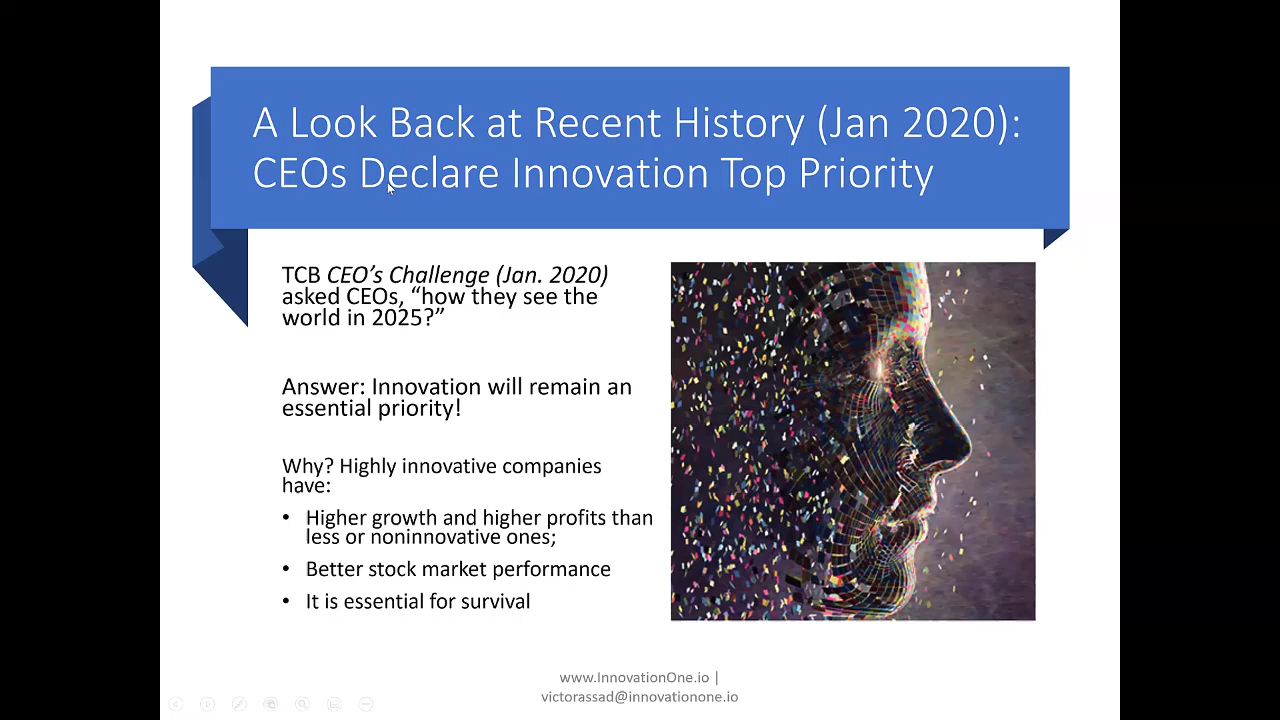 A Look Back at Recent History (Jan 2020):
CEOs Declare Innovation Top Priority
TCB CEO’s Challenge (Jan. 2020)
asked CEOs, “how they see the
world in 2025?”
Answer: Innovation will remain an
essential priority!
Why? Highly innovative companies
have:
• Higher growth and higher profits than
less or noninnovative ones;
• Better stock market performance
• It is essential for survival
www.InnovationOne.io |
victorassad@innovationone.io